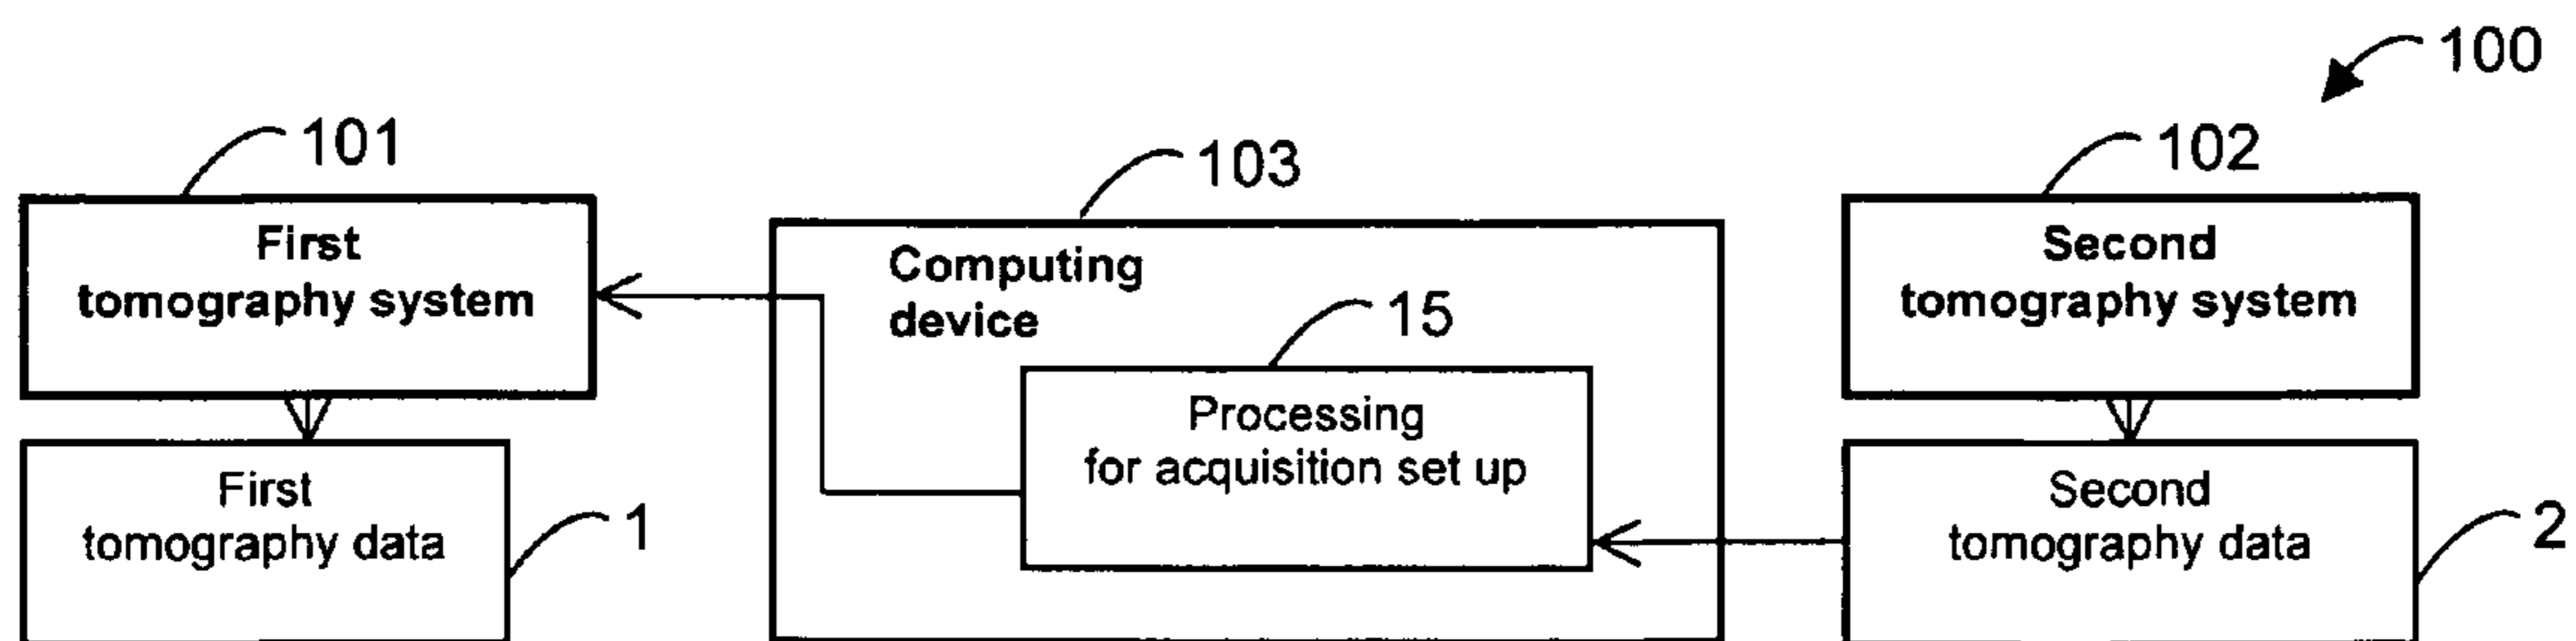 100
101
103
102
First
tomography system
Computing
device
Second
tomography system
15
Processing
for acquisition set up
First
tomography data
1
Second
tomography data
2